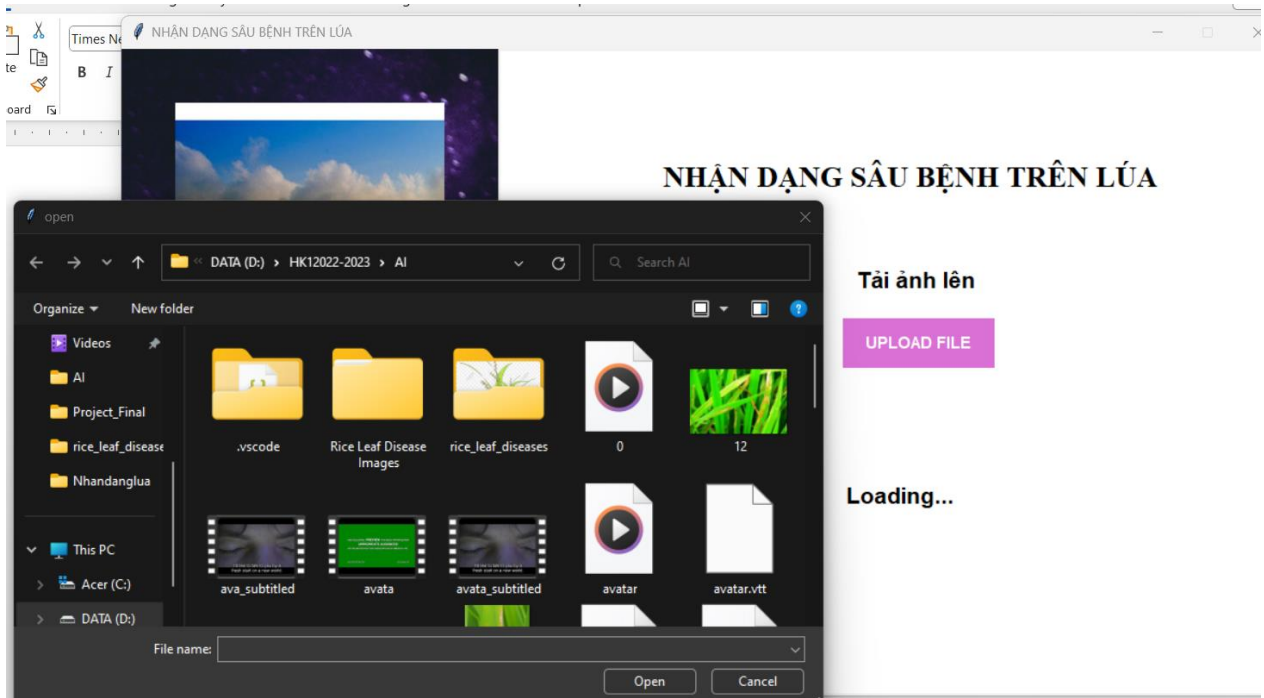 Times Ne
NHẬN DẠNG SÂU BỆNH TRÊN LÚA
te
B I
oard
NHẬN DẠNG SÂU BỆNH TRÊN LÚA
open
« DATA (D:) > HK12022-2023 > AI
Search AI
Organize
New folder
Tải ảnh lên
UPLOAD FILE
Videos
AI
Project_Final
rice_leaf_disease
Nhandanglua
This PC
Acer (C:)
DATA (D:)
.vscode
Rice Leaf Disease
Images
rice_leaf_diseases
0
12
ava_subtitled
avata
avata_subtitled
avatar
avatar.vtt
Loading...
File name:
Open
Cancel